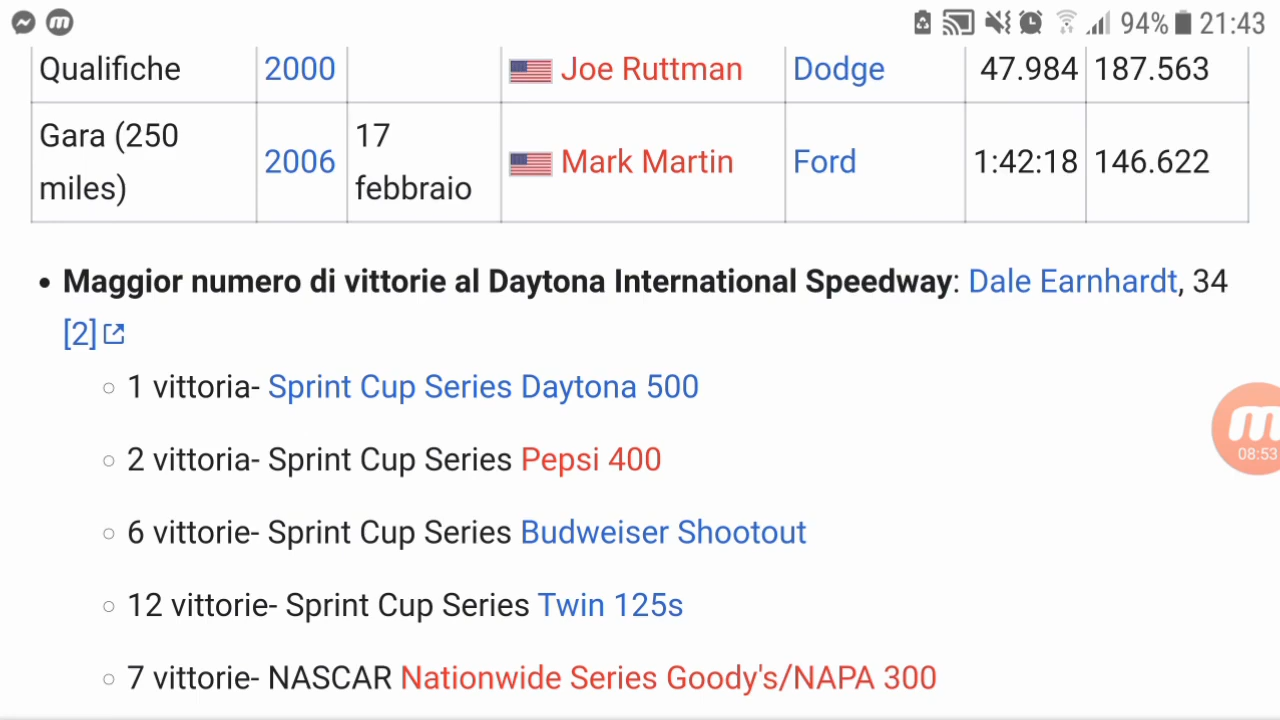 94% 21:43
Qualifiche 2000 Joe Ruttman Dodge 47.984 187.563
Gara (250 miles) 2006 17 febbraio Mark Martin Ford 1:42:18 146.622
• Maggior numero di vittorie al Daytona International Speedway: Dale Earnhardt, 34
[2]
○ 1 vittoria- Sprint Cup Series Daytona 500
○ 2 vittoria- Sprint Cup Series Pepsi 400
○ 6 vittorie- Sprint Cup Series Budweiser Shootout
○ 12 vittorie- Sprint Cup Series Twin 125s
○ 7 vittorie- NASCAR Nationwide Series Goody's/NAPA 300
m
08:53